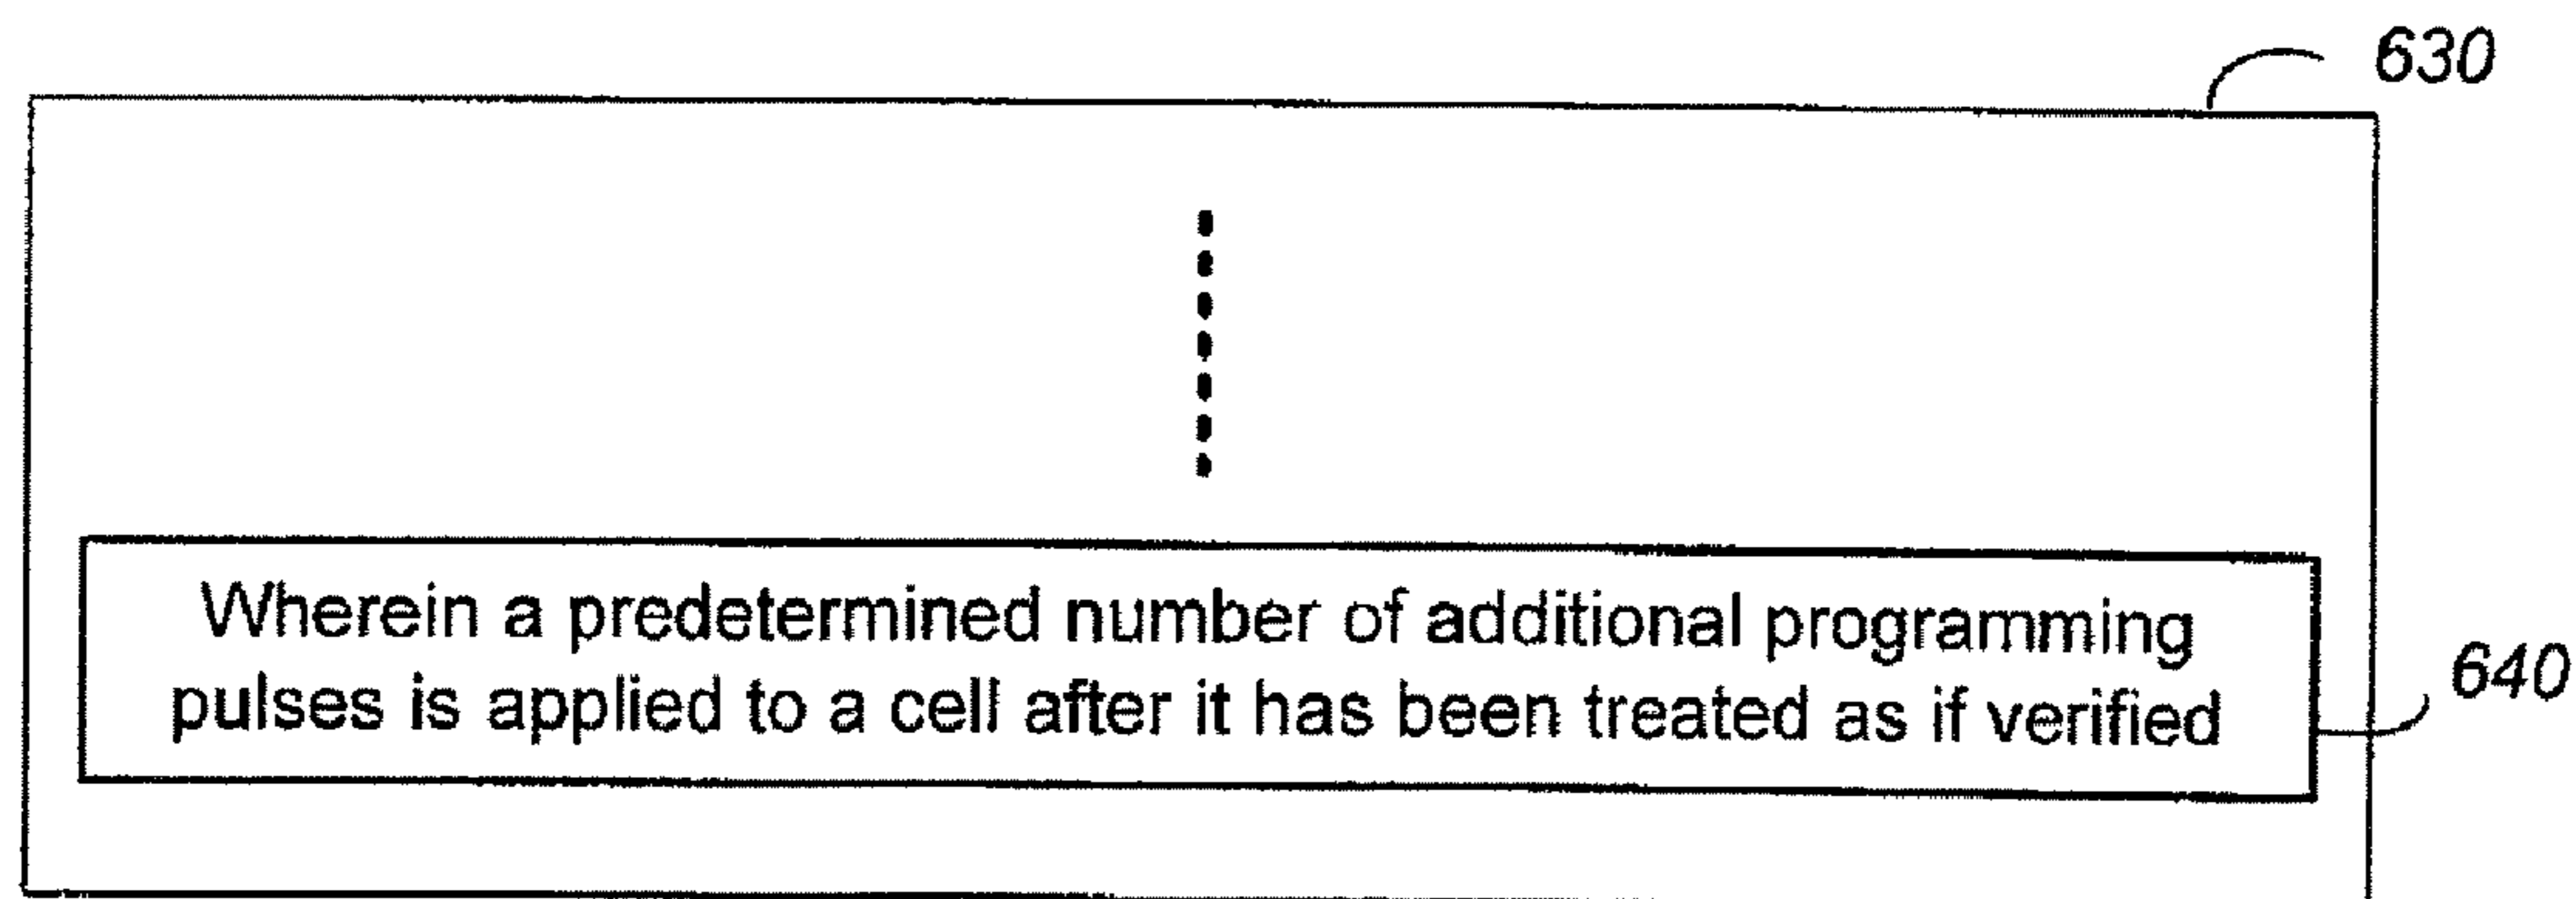 630
Wherein a predetermined number of additional programming
pulses is applied to a cell after it has been treated as if verified
640